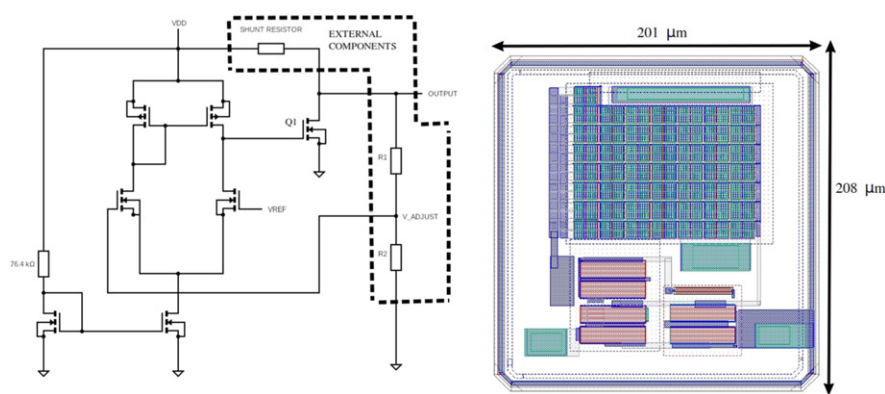 VDD
SHUNT RESISTOR
EXTERNAL
COMPONENTS
OUTPUT
Q1
R1
VREF
V_ADJUST
R2
76.4 kΩ
201 µm
208 µm